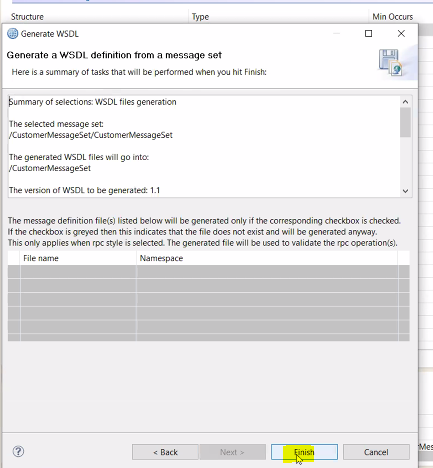 Structure Type Min Occurs
Generate WSDL
Generate a WSDL definition from a message set
Here is a summary of tasks that will be performed when you hit Finish:
Summary of selections: WSDL files generation
The selected message set:
/CustomerMessageSet/CustomerMessageSet
The generated WSDL files will go into:
/CustomerMessageSet
The version of WSDL to be generated: 1.1
The message definition file(s) listed below will be generated only if the corresponding checkbox is checked.
If the checkbox is greyed then this indicates that the file does not exist and will be generated anyway.
This only applies when rpc style is selected. The generated file will be used to validate the rpc operation(s).
File name Namespace
< Back Next > Finish Cancel